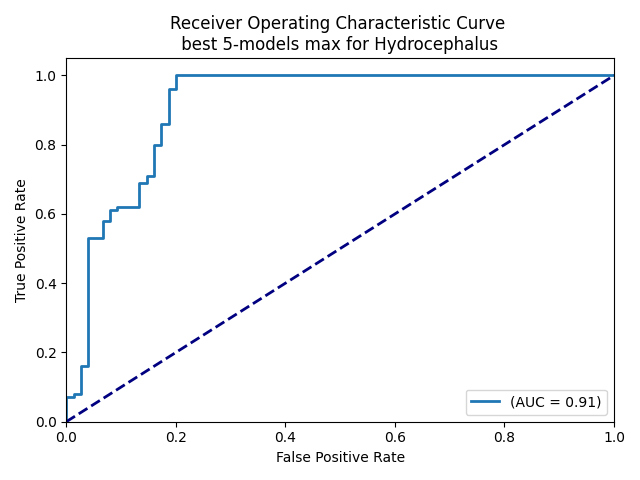 Receiver Operating Characteristic Curve
best 5-models max for Hydrocephalus
1.0
0.8
0.6
0.4
0.2
0.0
True Positive Rate
(AUC = 0.91)
0.0 0.2 0.4 0.6 0.8 1.0
False Positive Rate